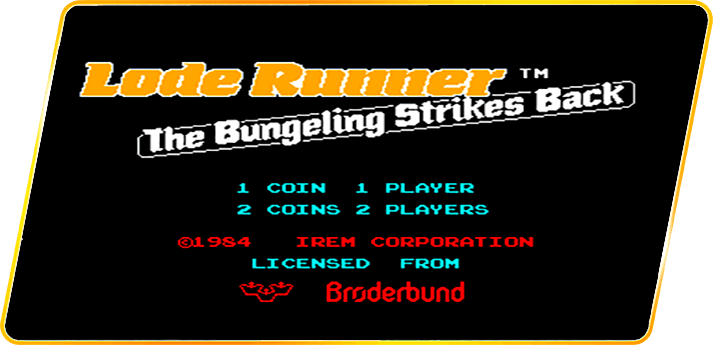 Lode Runner ™
The Bungeling Strikes Back
1 COIN 1 PLAYER
2 COINS 2 PLAYERS
©1984 IREM CORPORATION
LICENSED FROM
Brøderbund